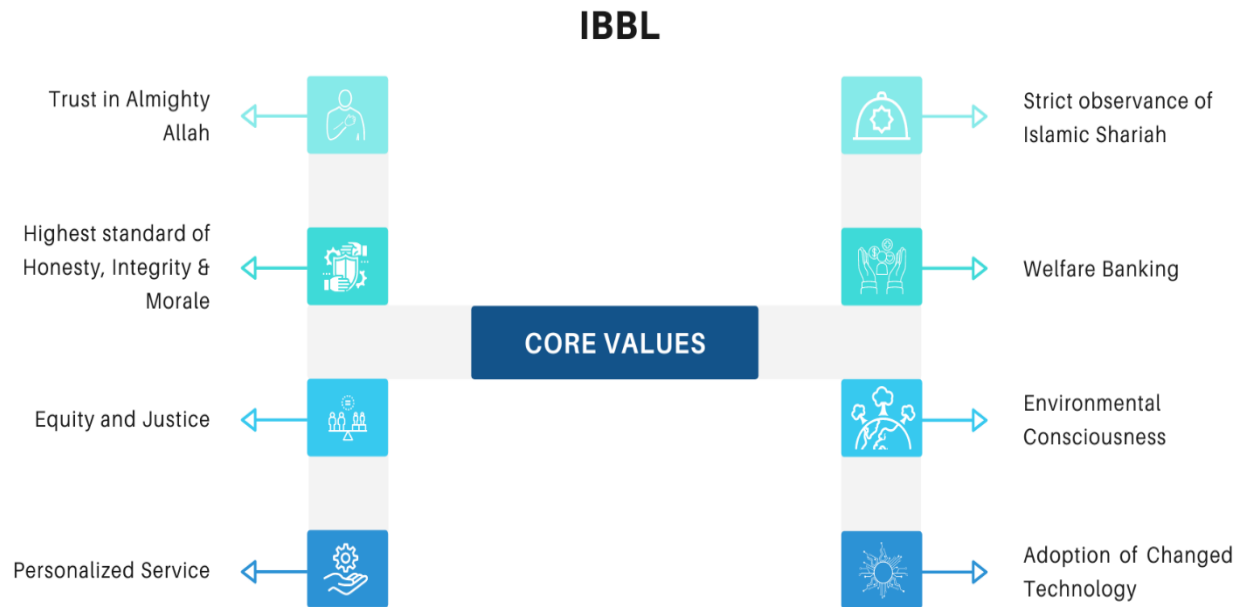 IBBL
Trust in Almighty
Allah
Highest standard of
Honesty, Integrity &
Morale
Equity and Justice
Personalized Service
CORE VALUES
Strict observance of
Islamic Shariah
Welfare Banking
Environmental
Consciousness
Adoption of Changed
Technology